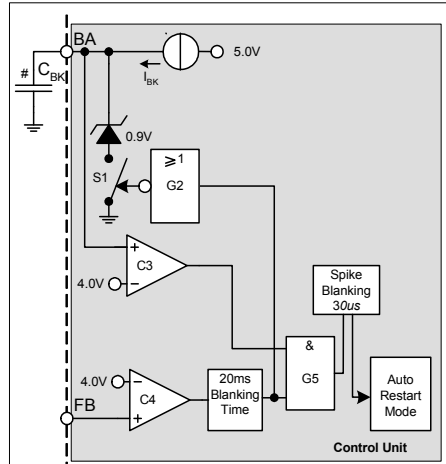 BA
5.0V
#
C_BK
I_BK
0.9V
S1
≥1
G2
C3
+
−
4.0V
Spike
Blanking
30us
&
G5
4.0V
−
+
C4
20ms
Blanking
Time
FB
Auto
Restart
Mode
Control Unit